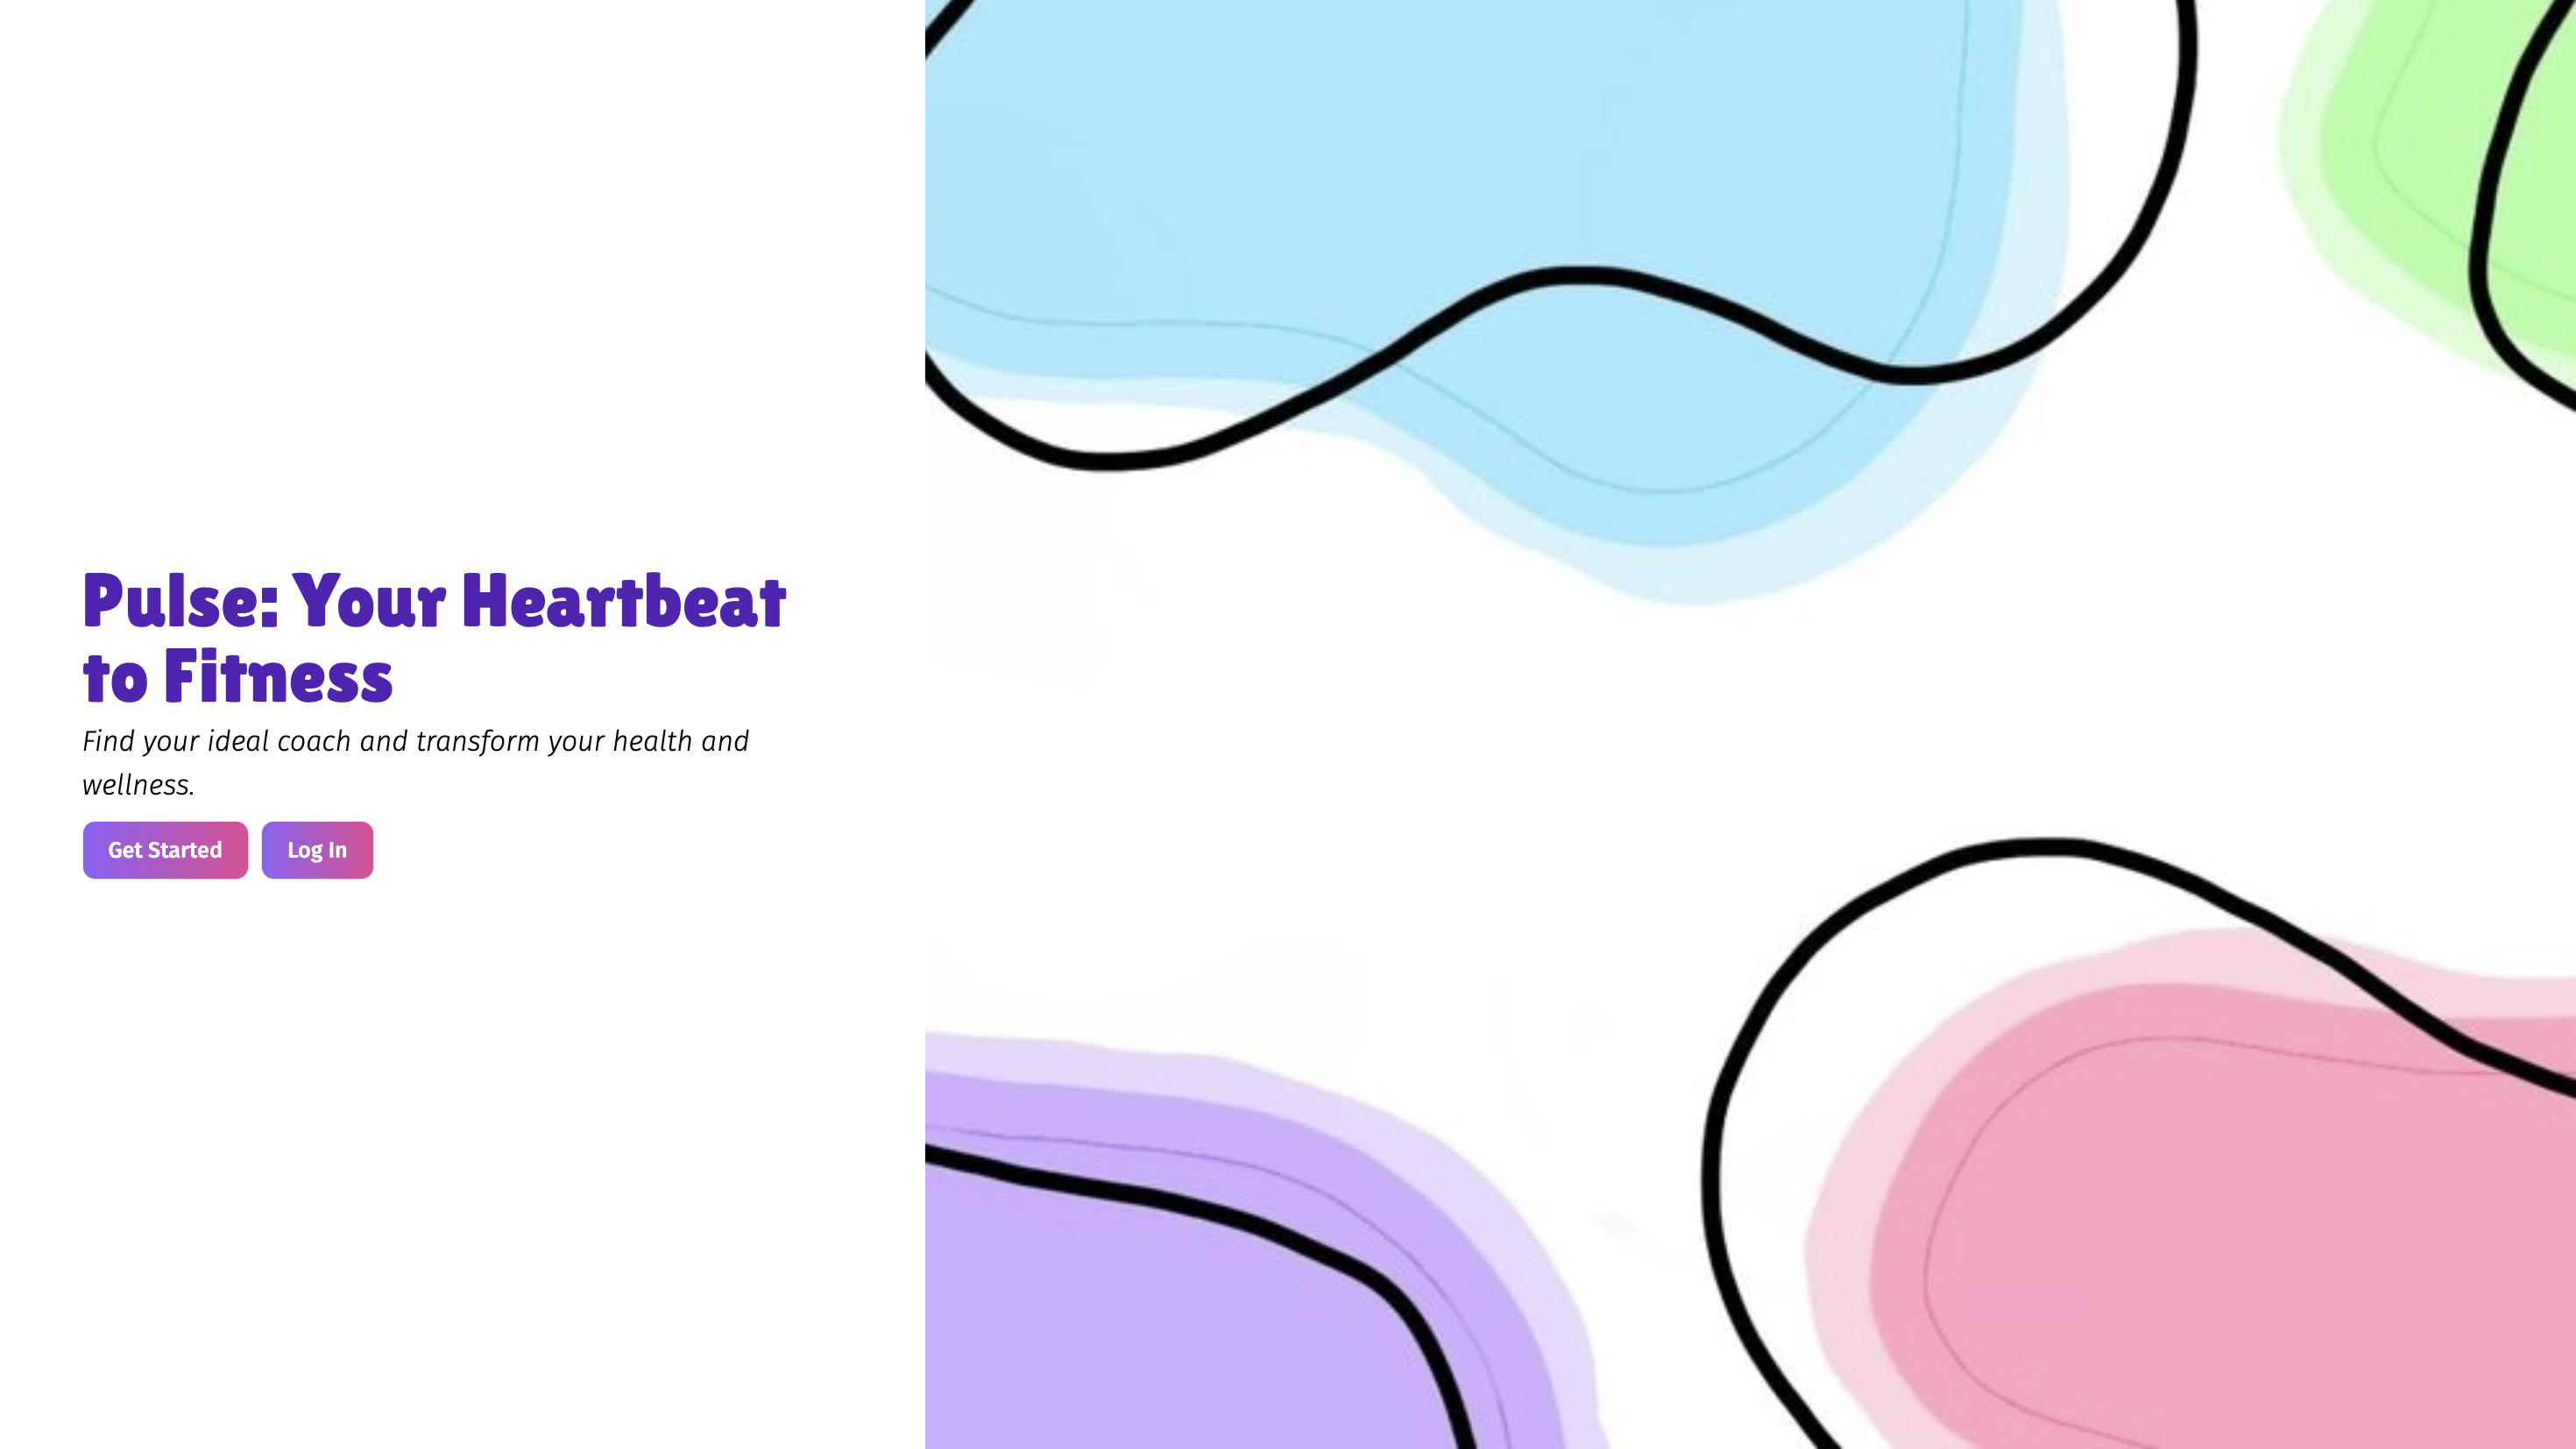 Pulse: Your Heartbeat
to Fitness
Find your ideal coach and transform your health and
wellness.
Get Started
Log In